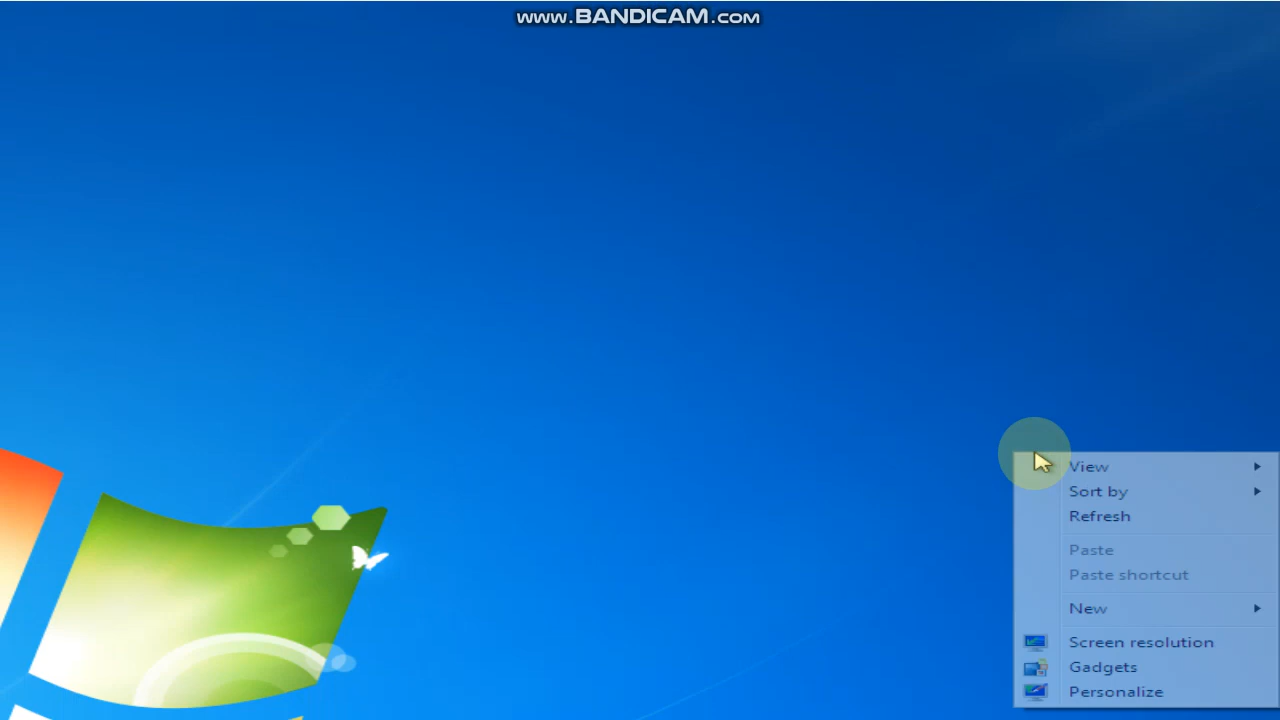 www.BANDICAM.com
View
Sort by
Refresh
Paste
Paste shortcut
New
Screen resolution
Gadgets
Personalize